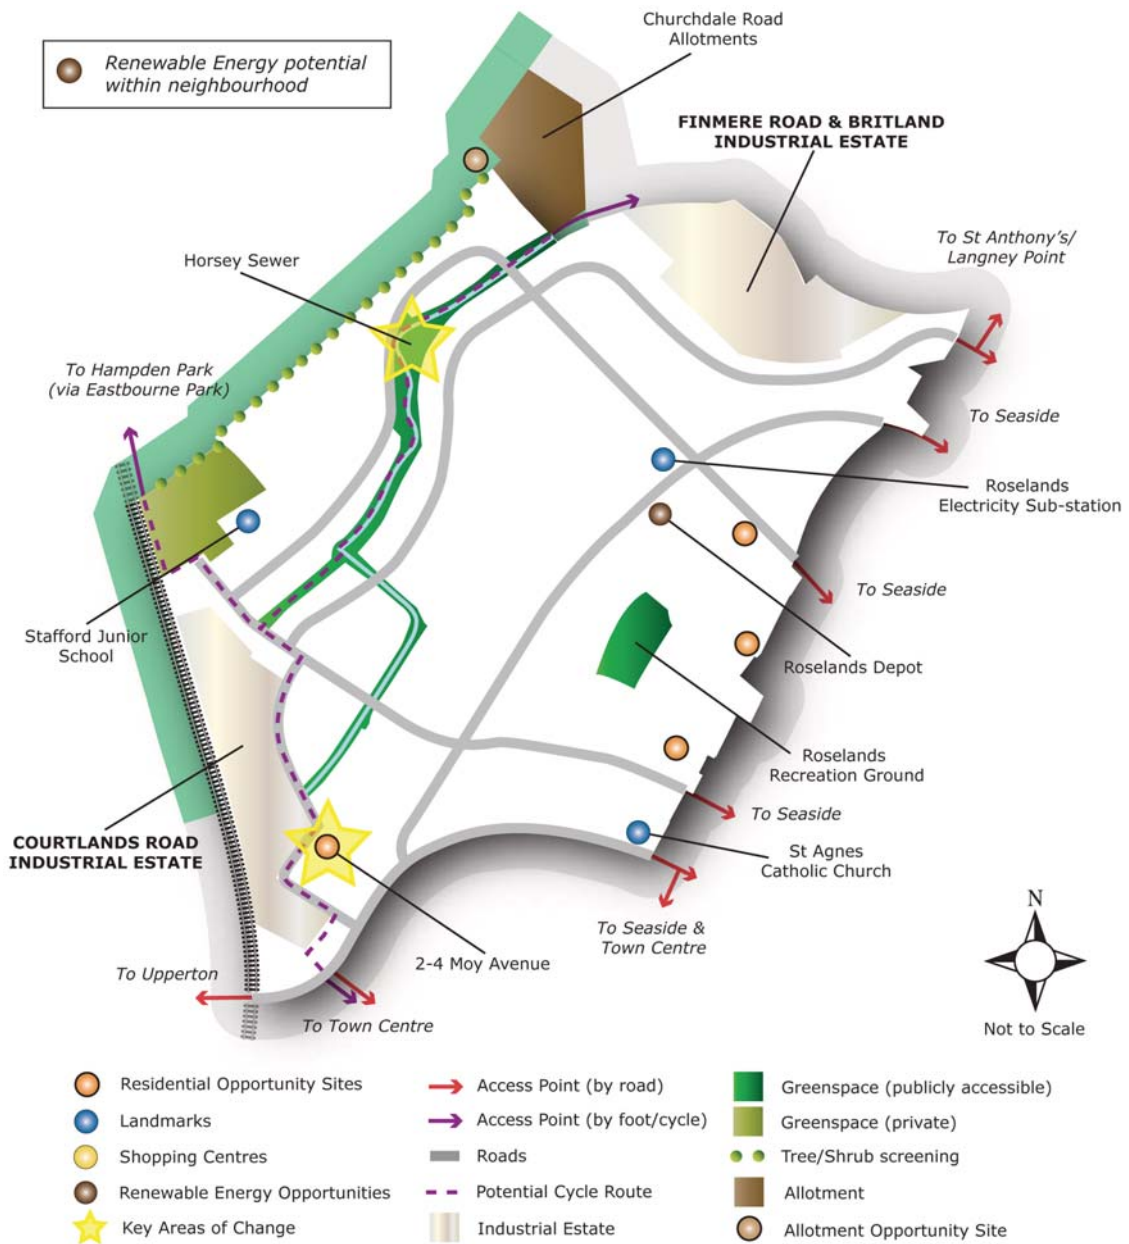 Churchdale Road
Allotments
Renewable Energy potential
within neighbourhood
FINMERE ROAD & BRITLAND
INDUSTRIAL ESTATE
To St Anthony's/
Langney Point
Horsey Sewer
To Hampden Park
(via Eastbourne Park)
To Seaside
Roselands
Electricity Sub-station
To Seaside
Stafford Junior
School
Roselands Depot
Roselands
Recreation Ground
To Seaside
COURTLANDS ROAD
INDUSTRIAL ESTATE
St Agnes
Catholic Church
To Seaside &
Town Centre
2-4 Moy Avenue
To Upperton
To Town Centre
N
Not to Scale
Residential Opportunity Sites
Landmarks
Shopping Centres
Renewable Energy Opportunities
Key Areas of Change
Access Point (by road)
Access Point (by foot/cycle)
Roads
Potential Cycle Route
Industrial Estate
Greenspace (publicly accessible)
Greenspace (private)
Tree/Shrub screening
Allotment
Allotment Opportunity Site